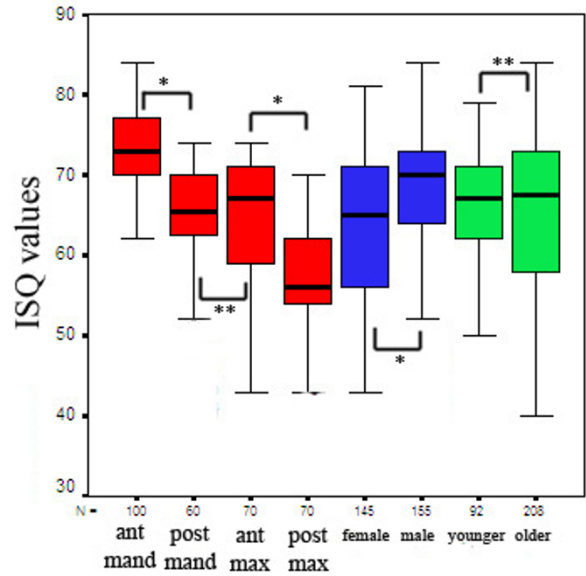 90
80
70
60
50
40
30
ISQ values
*
*
**
**
*
N = 100 60 70 70 145 155 92 208
ant mand
post mand
ant max
post max
female
male
younger
older